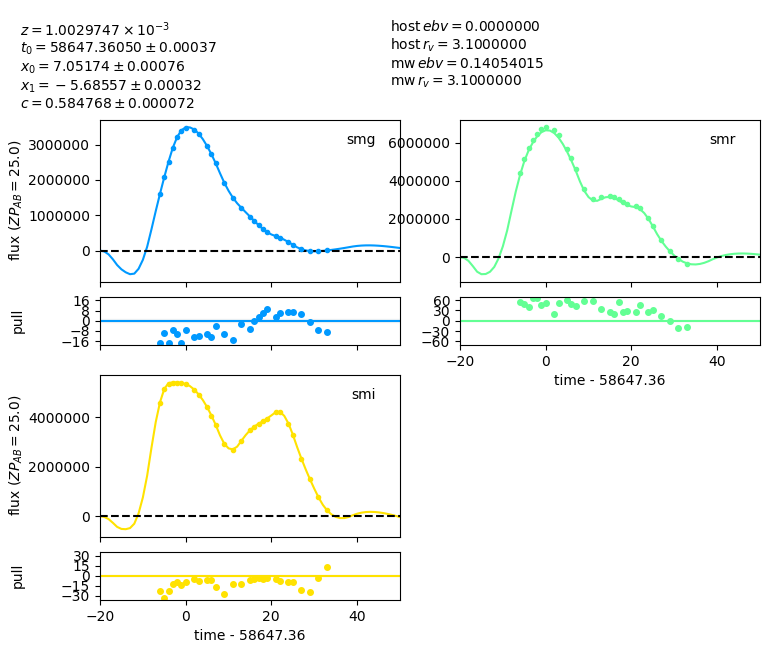 z = 1.0029747 × 10⁻³
t₀ = 58647.36050 ± 0.00037
x₀ = 7.05174 ± 0.00076
x₁ = −5.68557 ± 0.00032
c = 0.584768 ± 0.000072
host ebv = 0.0000000
host r_v = 3.1000000
mw ebv = 0.14054015
mw r_v = 3.1000000
flux (ZP_AB = 25.0)
3000000
2000000
1000000
0
smg
6000000
4000000
2000000
0
smr
pull
16
8
0
−8
−16
60
30
0
−30
−60
−20
0
20
40
time - 58647.36
flux (ZP_AB = 25.0)
4000000
2000000
0
smi
pull
30
15
0
−15
−30
−20
0
20
40
time - 58647.36